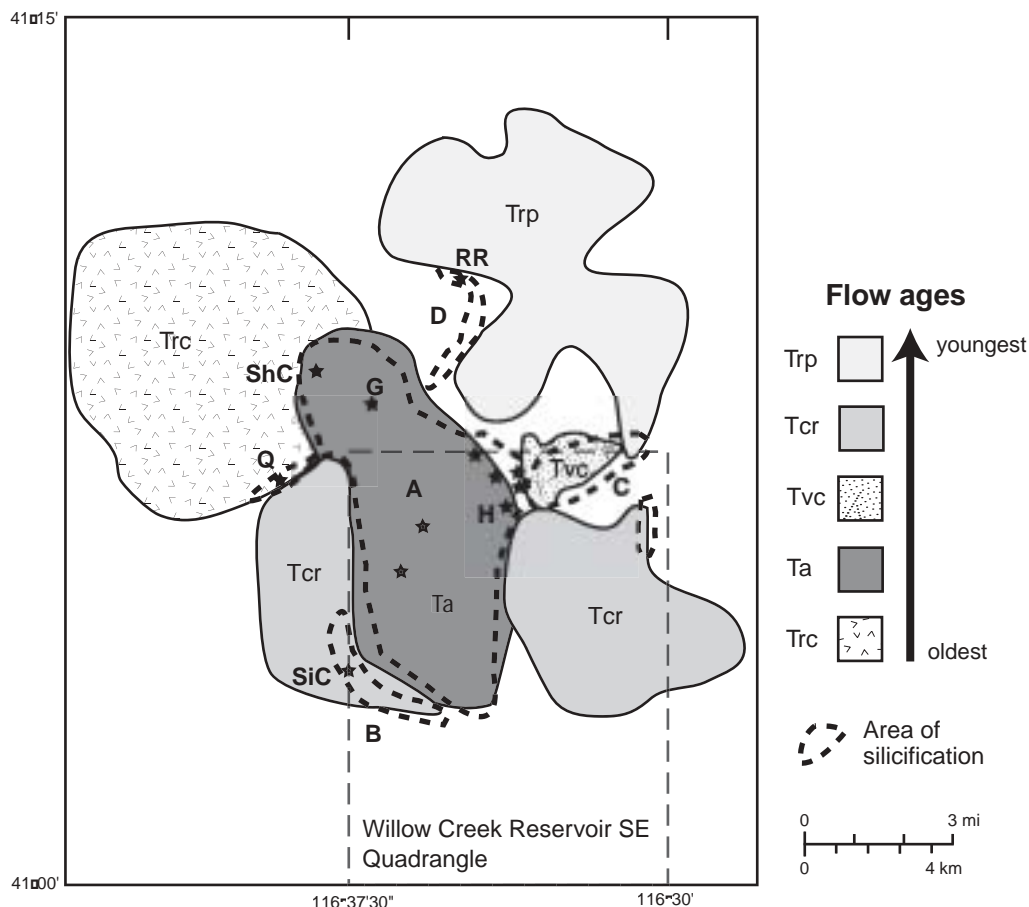 41°15'
Trp
RR
D
Trc
ShC
G
Q
A
Tvc
C
H
Tcr
Ta
Tcr
SiC
B
Willow Creek Reservoir SE
Quadrangle
41°00'
116°37'30"
116°30'
Flow ages
Trp
youngest
Tcr
Tvc
Ta
Trc
oldest
Area of
silicification
0
3 mi
0
4 km